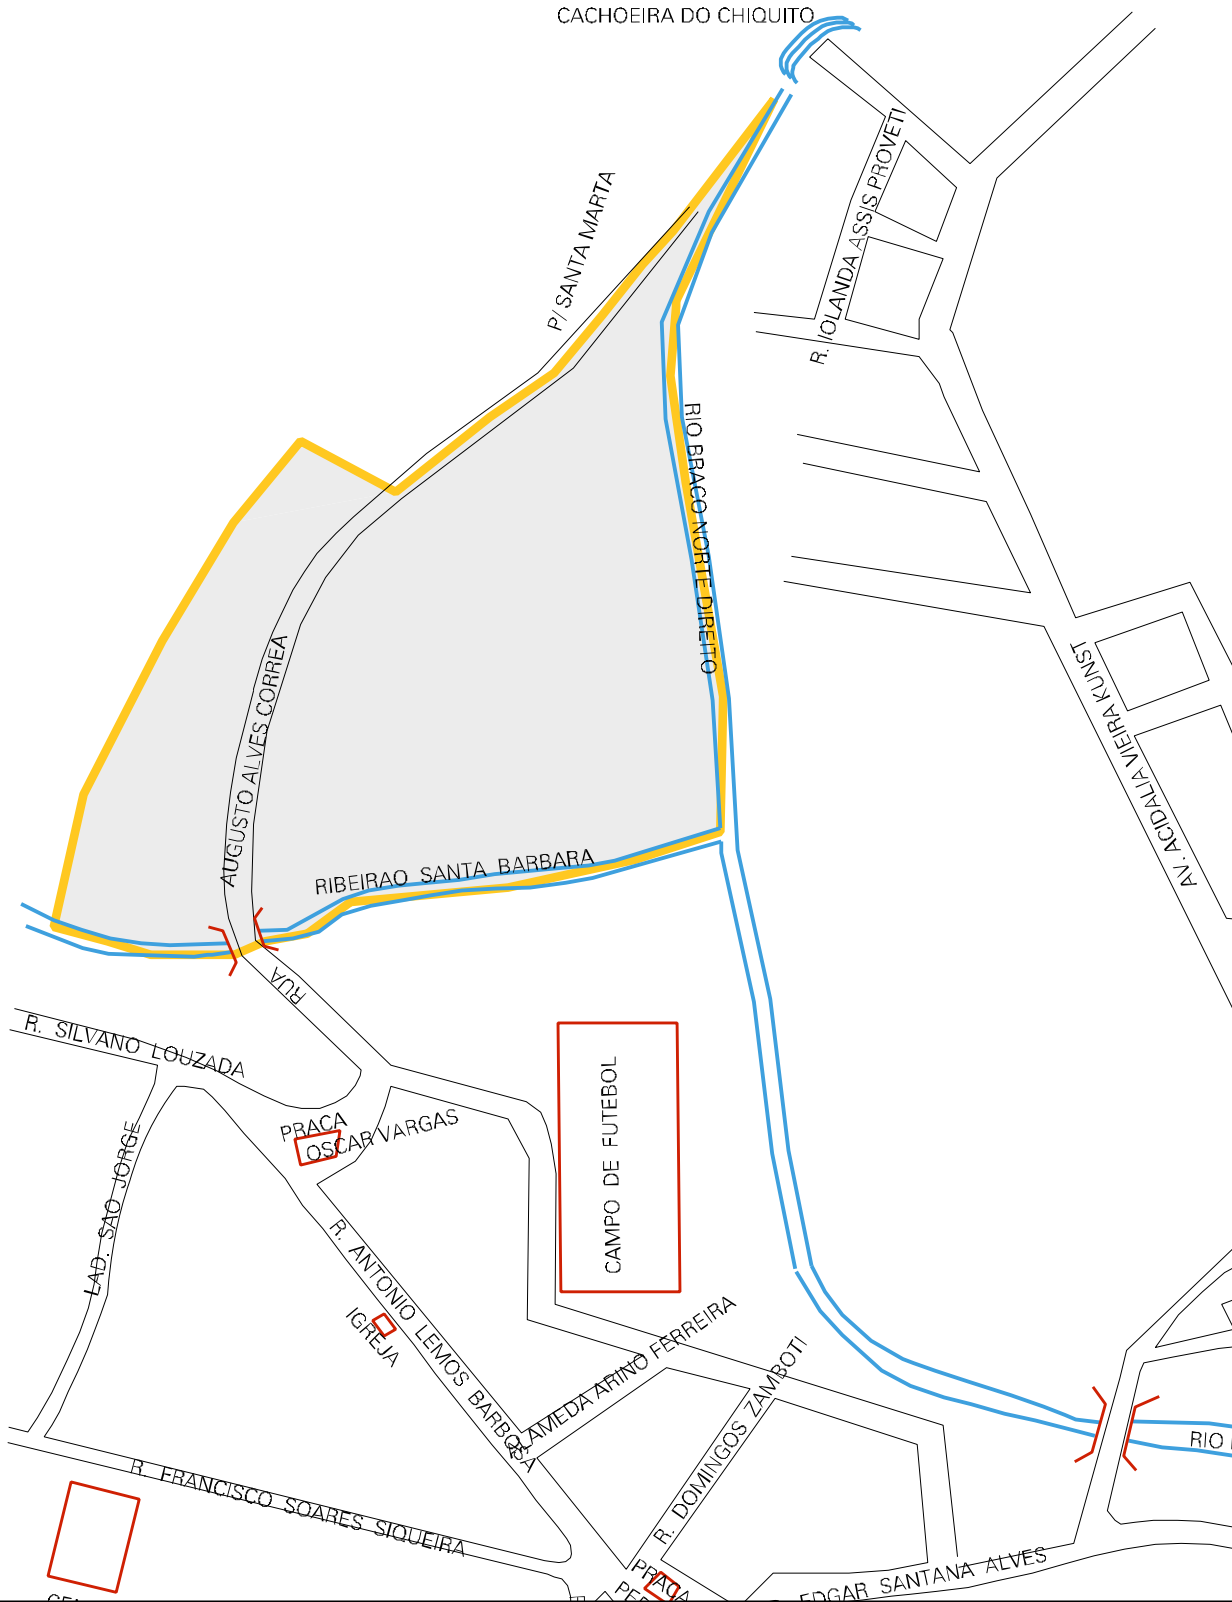 CACHOEIRA DO CHIQUITO
P/ SANTA MARTA
R. IOLANDA ASSIS PROVETI
RIO BRACO NORTE DIREITO
AUGUSTO ALVES CORREA
AV. ACIDALIA VIEIRA KUNST
RIBEIRAO SANTA BARBARA
RUA
R. SILVANO LOUZADA
PRACA
OSCAR VARGAS
CAMPO DE FUTEBOL
LAD. SAO JORGE
R. ANTONIO LEMOS BARBOSA
IGREJA
ALAMEDA ARINO FERREIRA
R. DOMINGOS ZAMBOTI
RIO
R. FRANCISCO SOARES SIQUEIRA
EDGAR SANTANA ALVES
PRACA